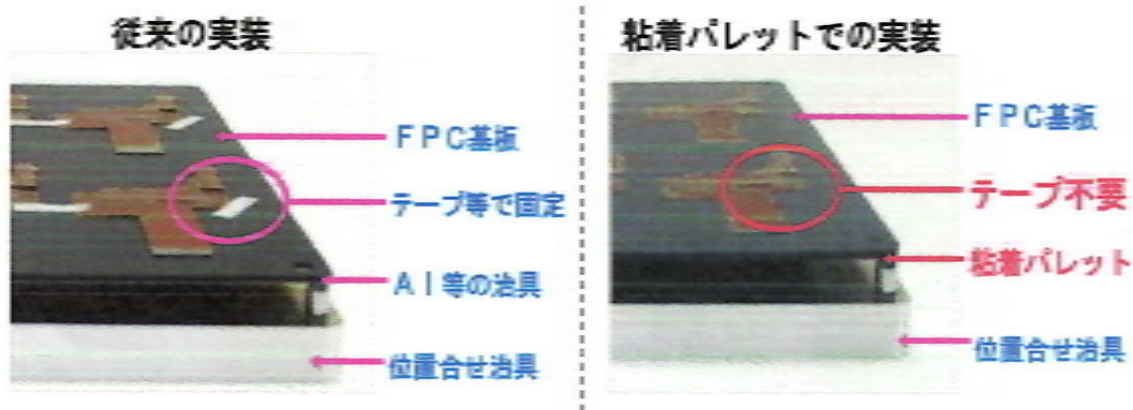 従来の実装
FPC基板
テープ等で固定
AI等の治具
位置合せ治具
粘着パレットでの実装
FPC基板
テープ不要
粘着パレット
位置合せ治具